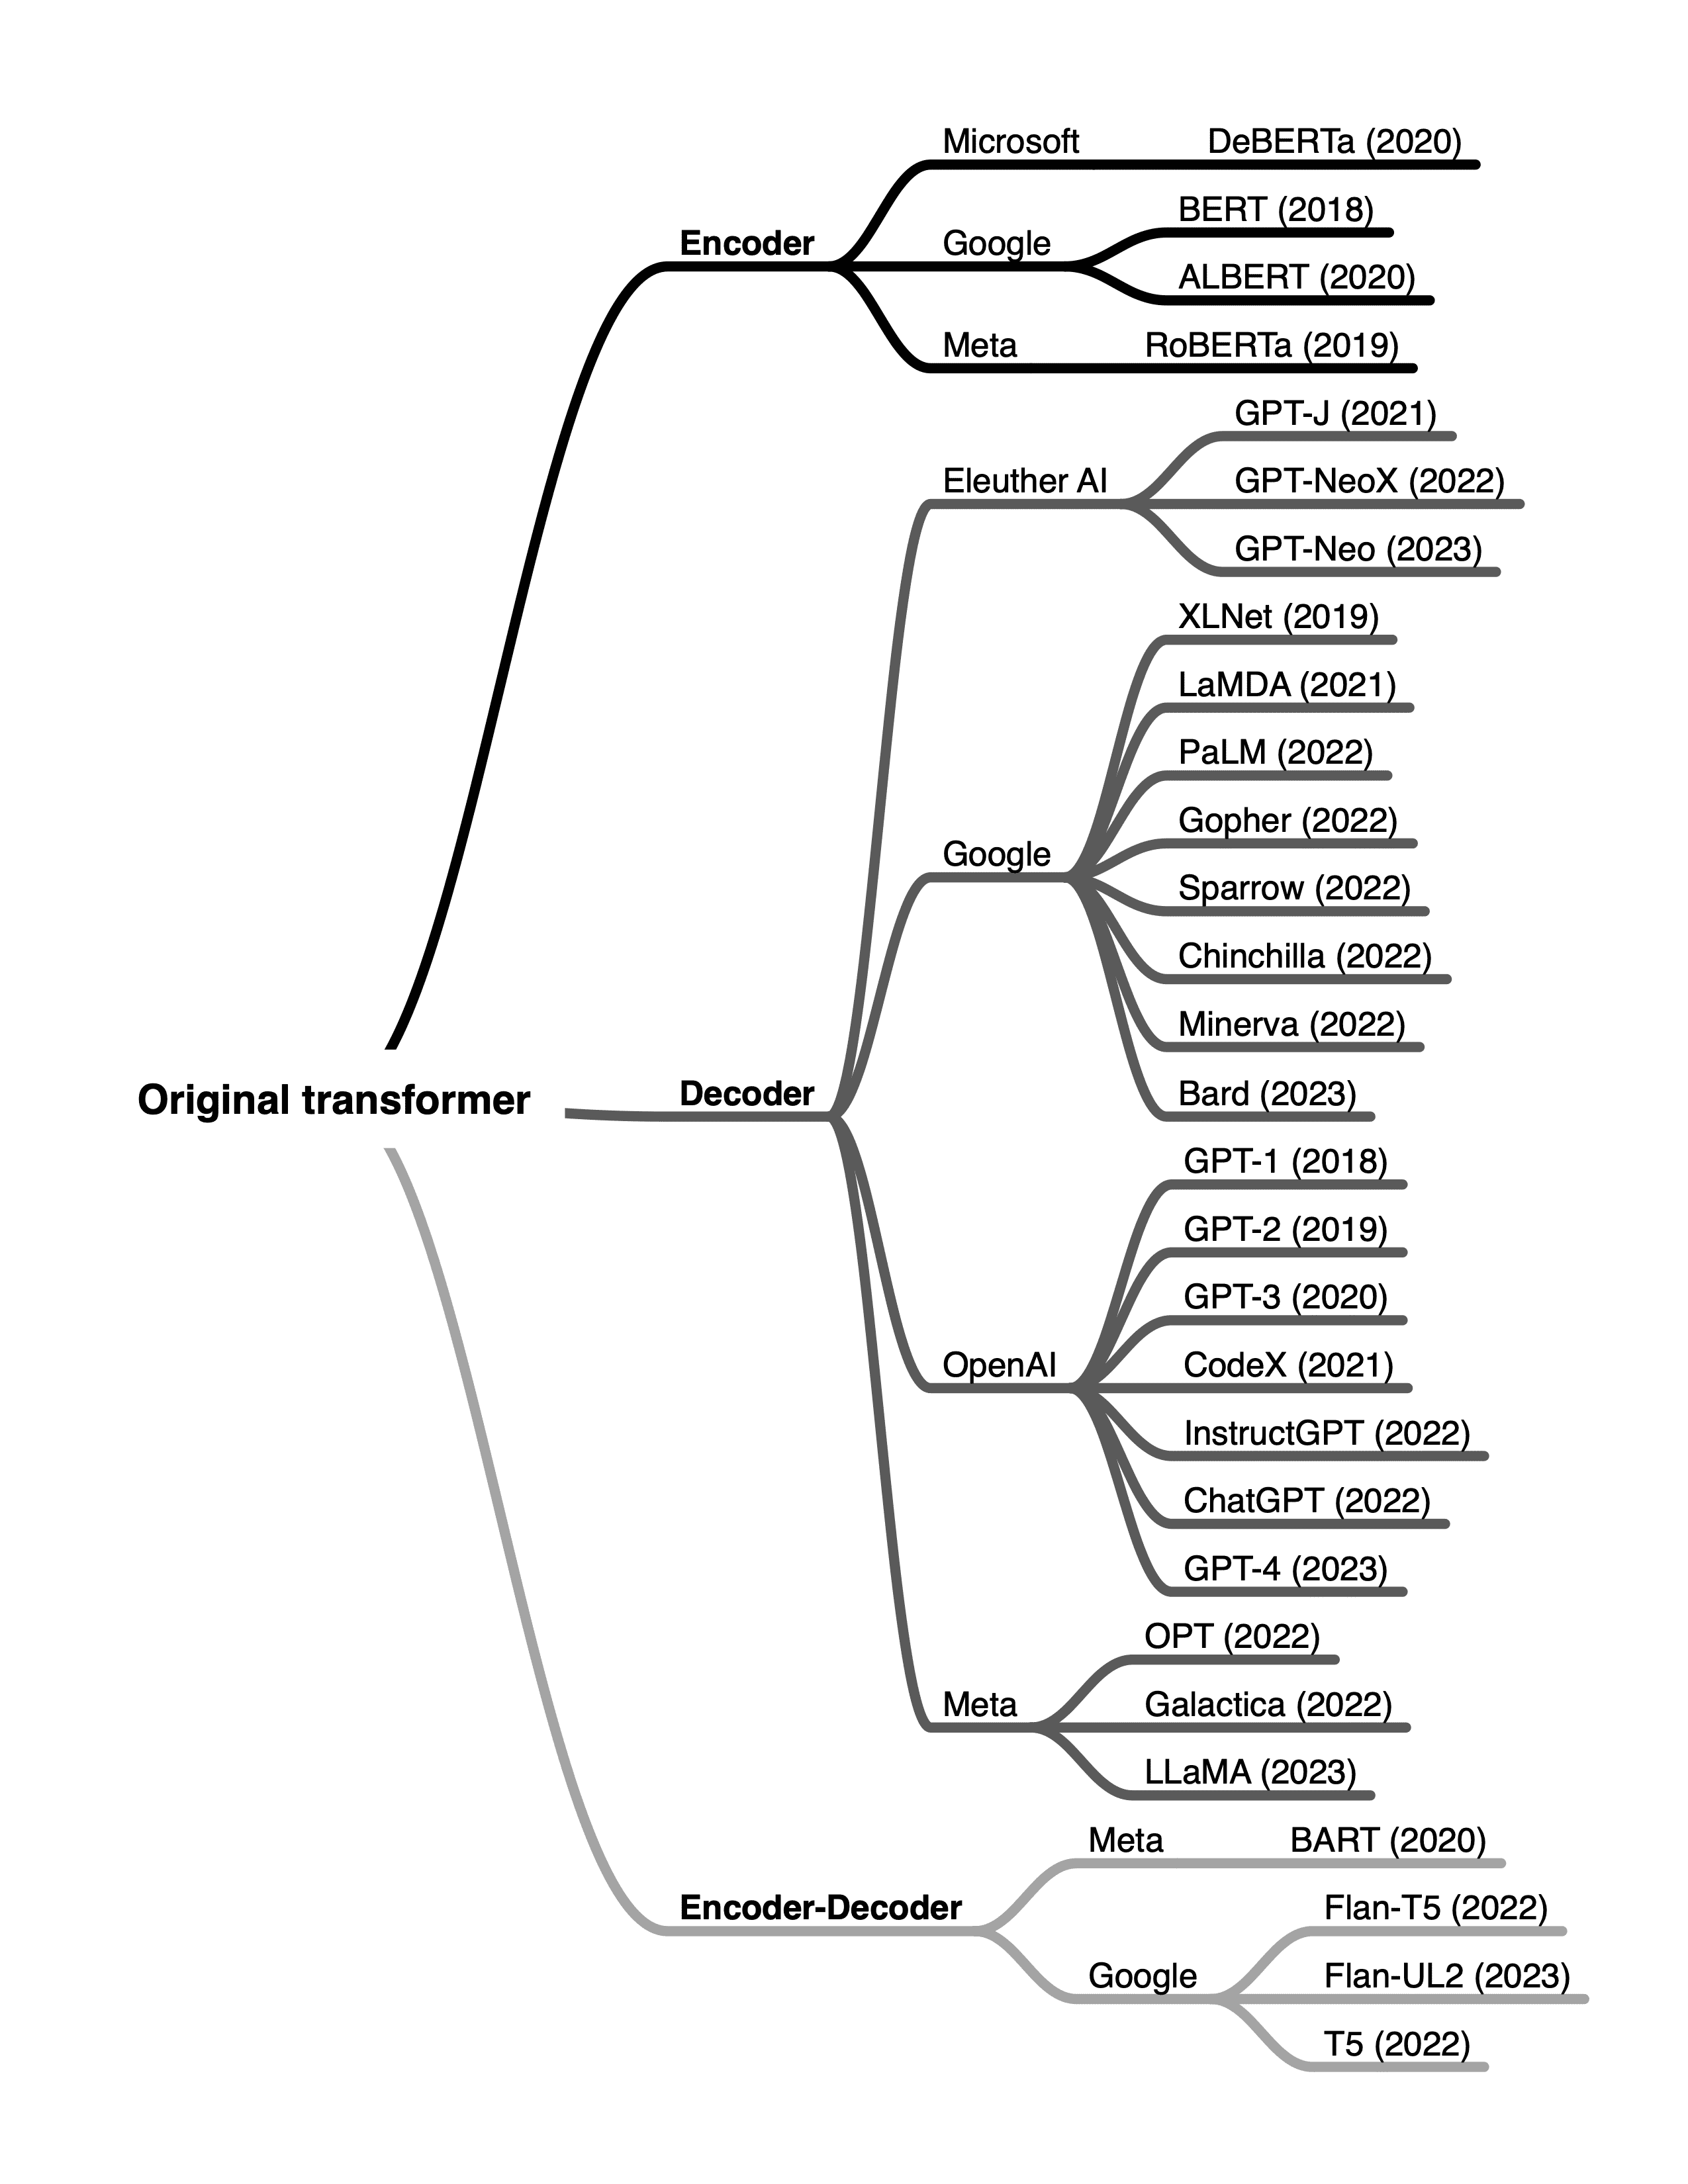 Microsoft DeBERTa (2020)
BERT (2018)
Encoder Google
ALBERT (2020)
Meta RoBERTa (2019)
GPT-J (2021)
Eleuther AI GPT-NeoX (2022)
GPT-Neo (2023)
XLNet (2019)
LaMDA (2021)
PaLM (2022)
Gopher (2022)
Google
Sparrow (2022)
Chinchilla (2022)
Minerva (2022)
Original transformer Decoder Bard (2023)
GPT-1 (2018)
GPT-2 (2019)
GPT-3 (2020)
OpenAI CodeX (2021)
InstructGPT (2022)
ChatGPT (2022)
GPT-4 (2023)
OPT (2022)
Meta Galactica (2022)
LLaMA (2023)
Meta BART (2020)
Encoder-Decoder Flan-T5 (2022)
Google Flan-UL2 (2023)
T5 (2022)